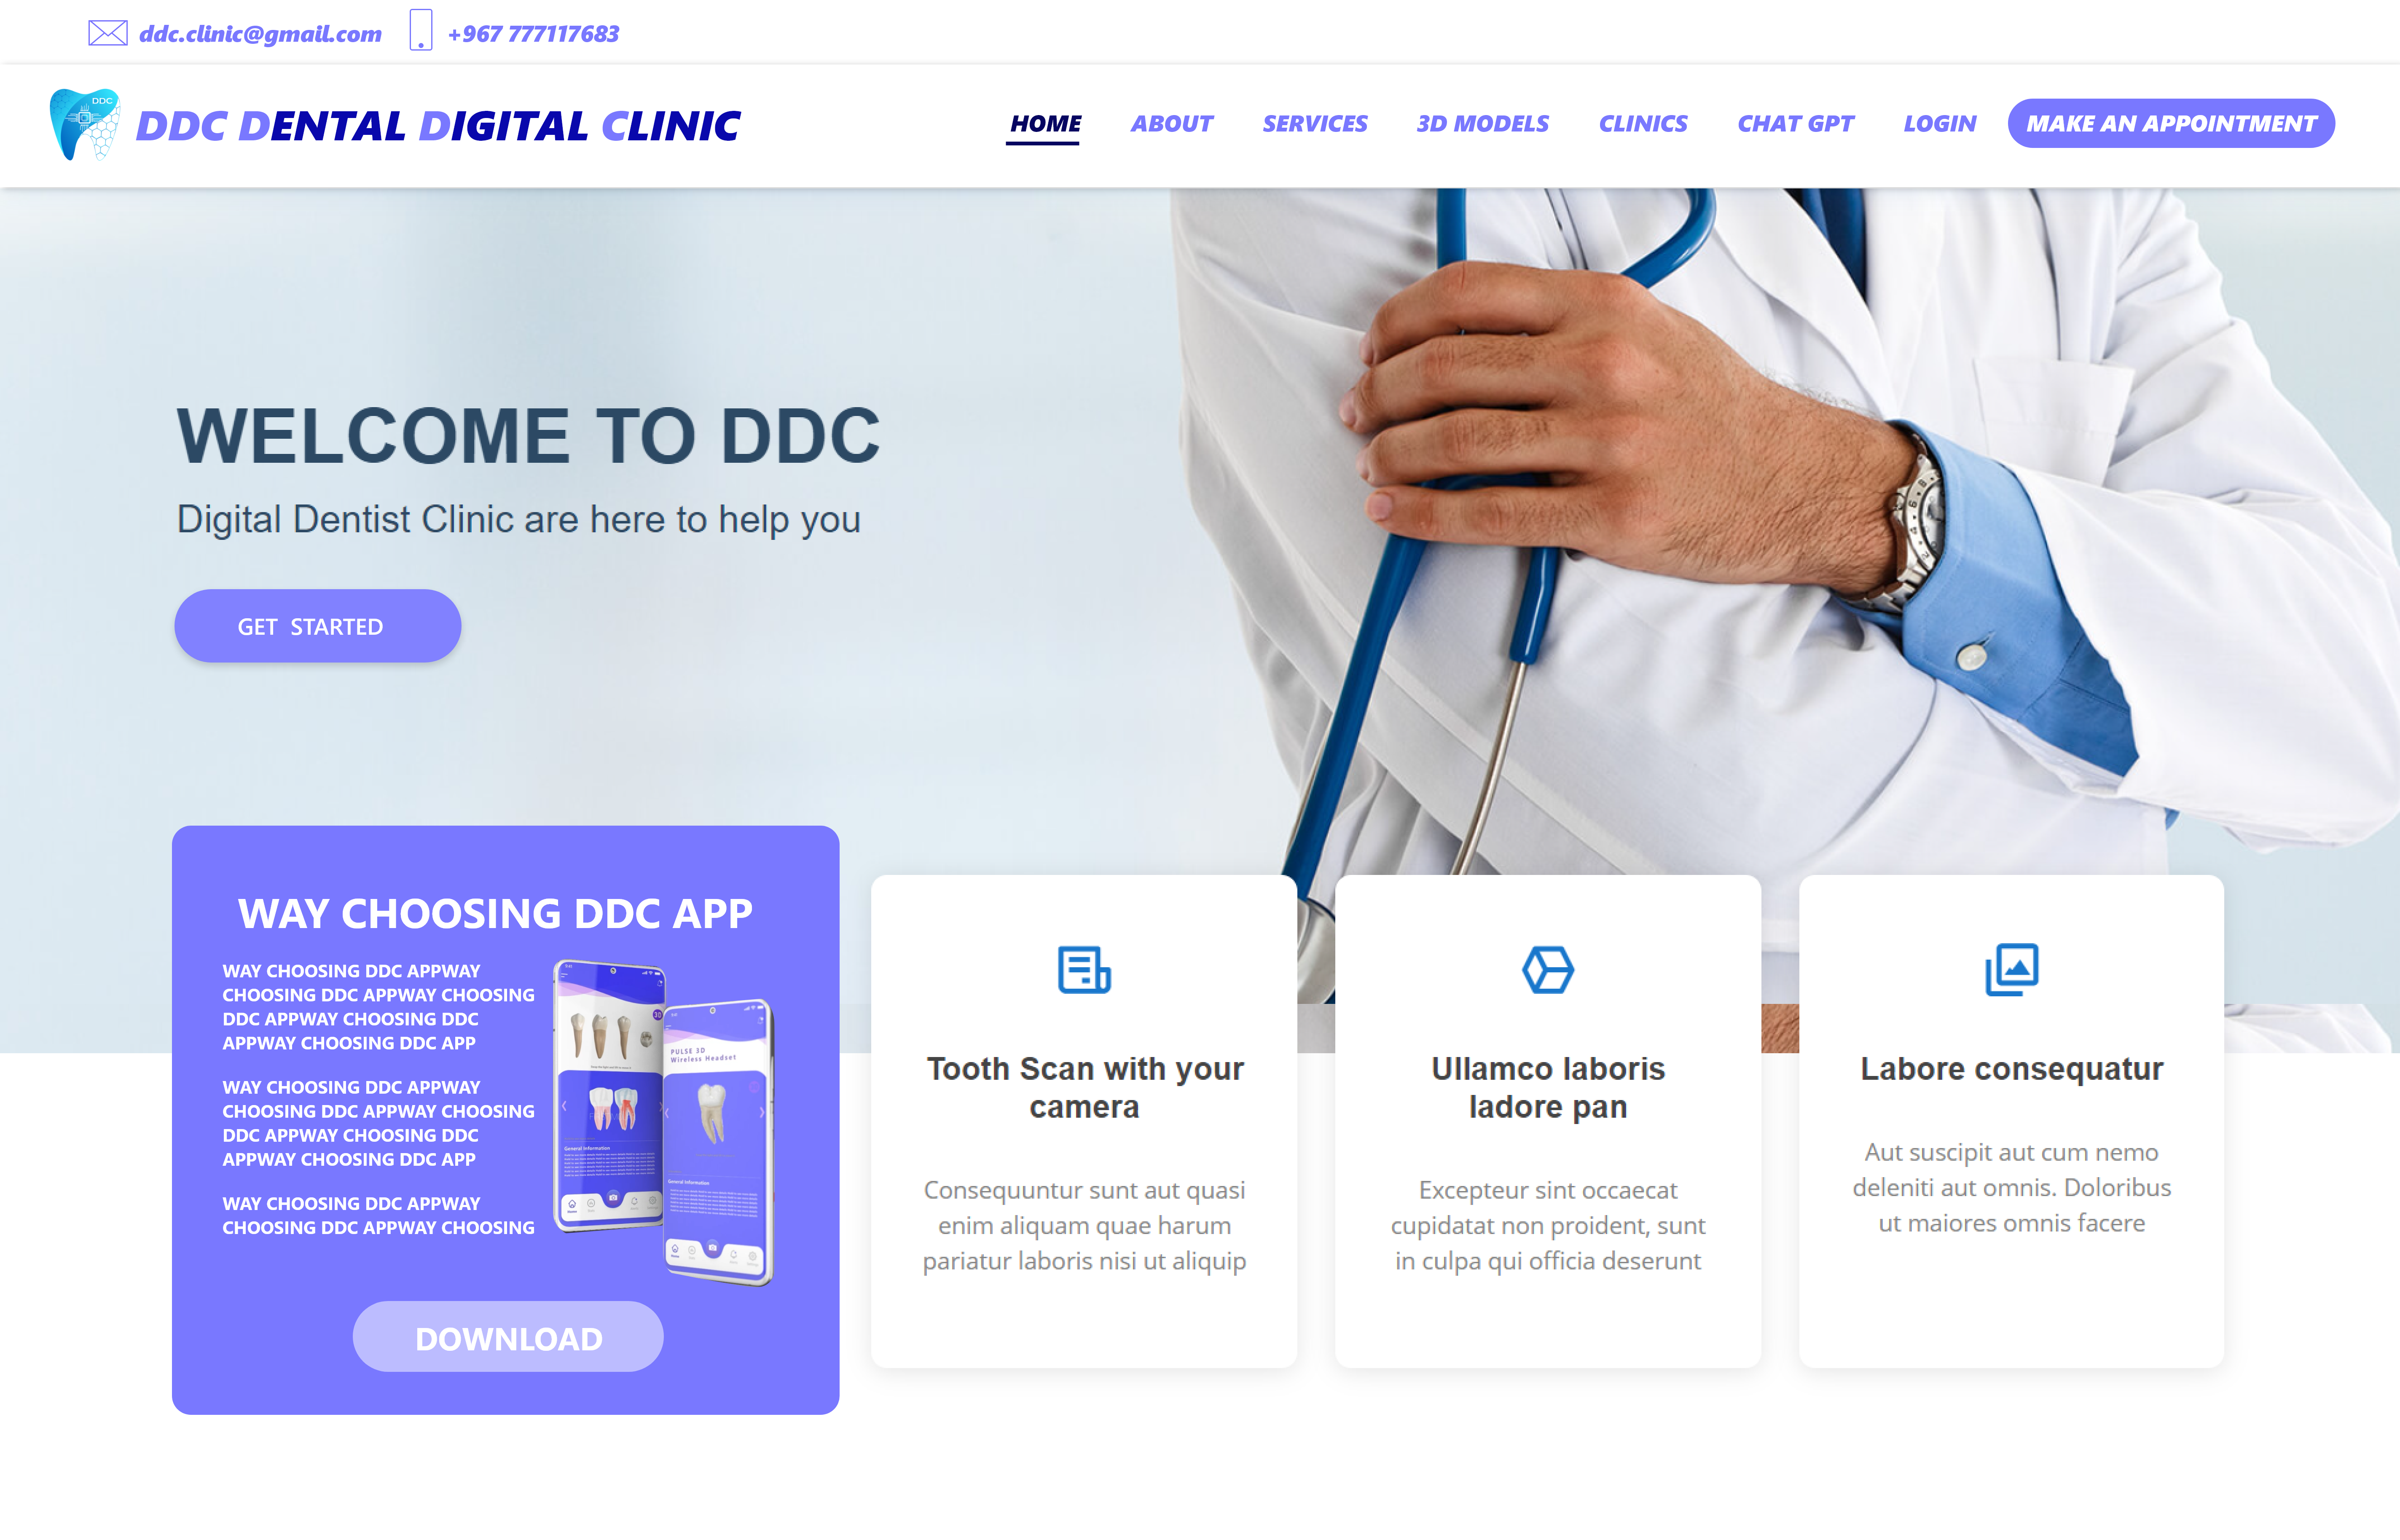 ddc.clinic@gmail.com +967 777117683
DDC
DDC DENTAL DIGITAL CLINIC
HOME ABOUT SERVICES 3D MODELS CLINICS CHAT GPT LOGIN MAKE AN APPOINTMENT
WELCOME TO DDC
Digital Dentist Clinic are here to help you
GET STARTED
WAY CHOOSING DDC APP
WAY CHOOSING DDC APPWAY
CHOOSING DDC APPWAY CHOOSING
DDC APPWAY CHOOSING DDC
APPWAY CHOOSING DDC APP
WAY CHOOSING DDC APPWAY
CHOOSING DDC APPWAY CHOOSING
DDC APPWAY CHOOSING DDC
APPWAY CHOOSING DDC APP
WAY CHOOSING DDC APPWAY
CHOOSING DDC APPWAY CHOOSING
PULSE 3D
Wireless Headset
General Information
General Information
DOWNLOAD
Tooth Scan with your
camera
Consequuntur sunt aut quasi
enim aliquam quae harum
pariatur laboris nisi ut aliquip
Ullamco laboris
ladore pan
Excepteur sint occaecat
cupidatat non proident, sunt
in culpa qui officia deserunt
Labore consequatur
Aut suscipit aut cum nemo
deleniti aut omnis. Doloribus
ut maiores omnis facere